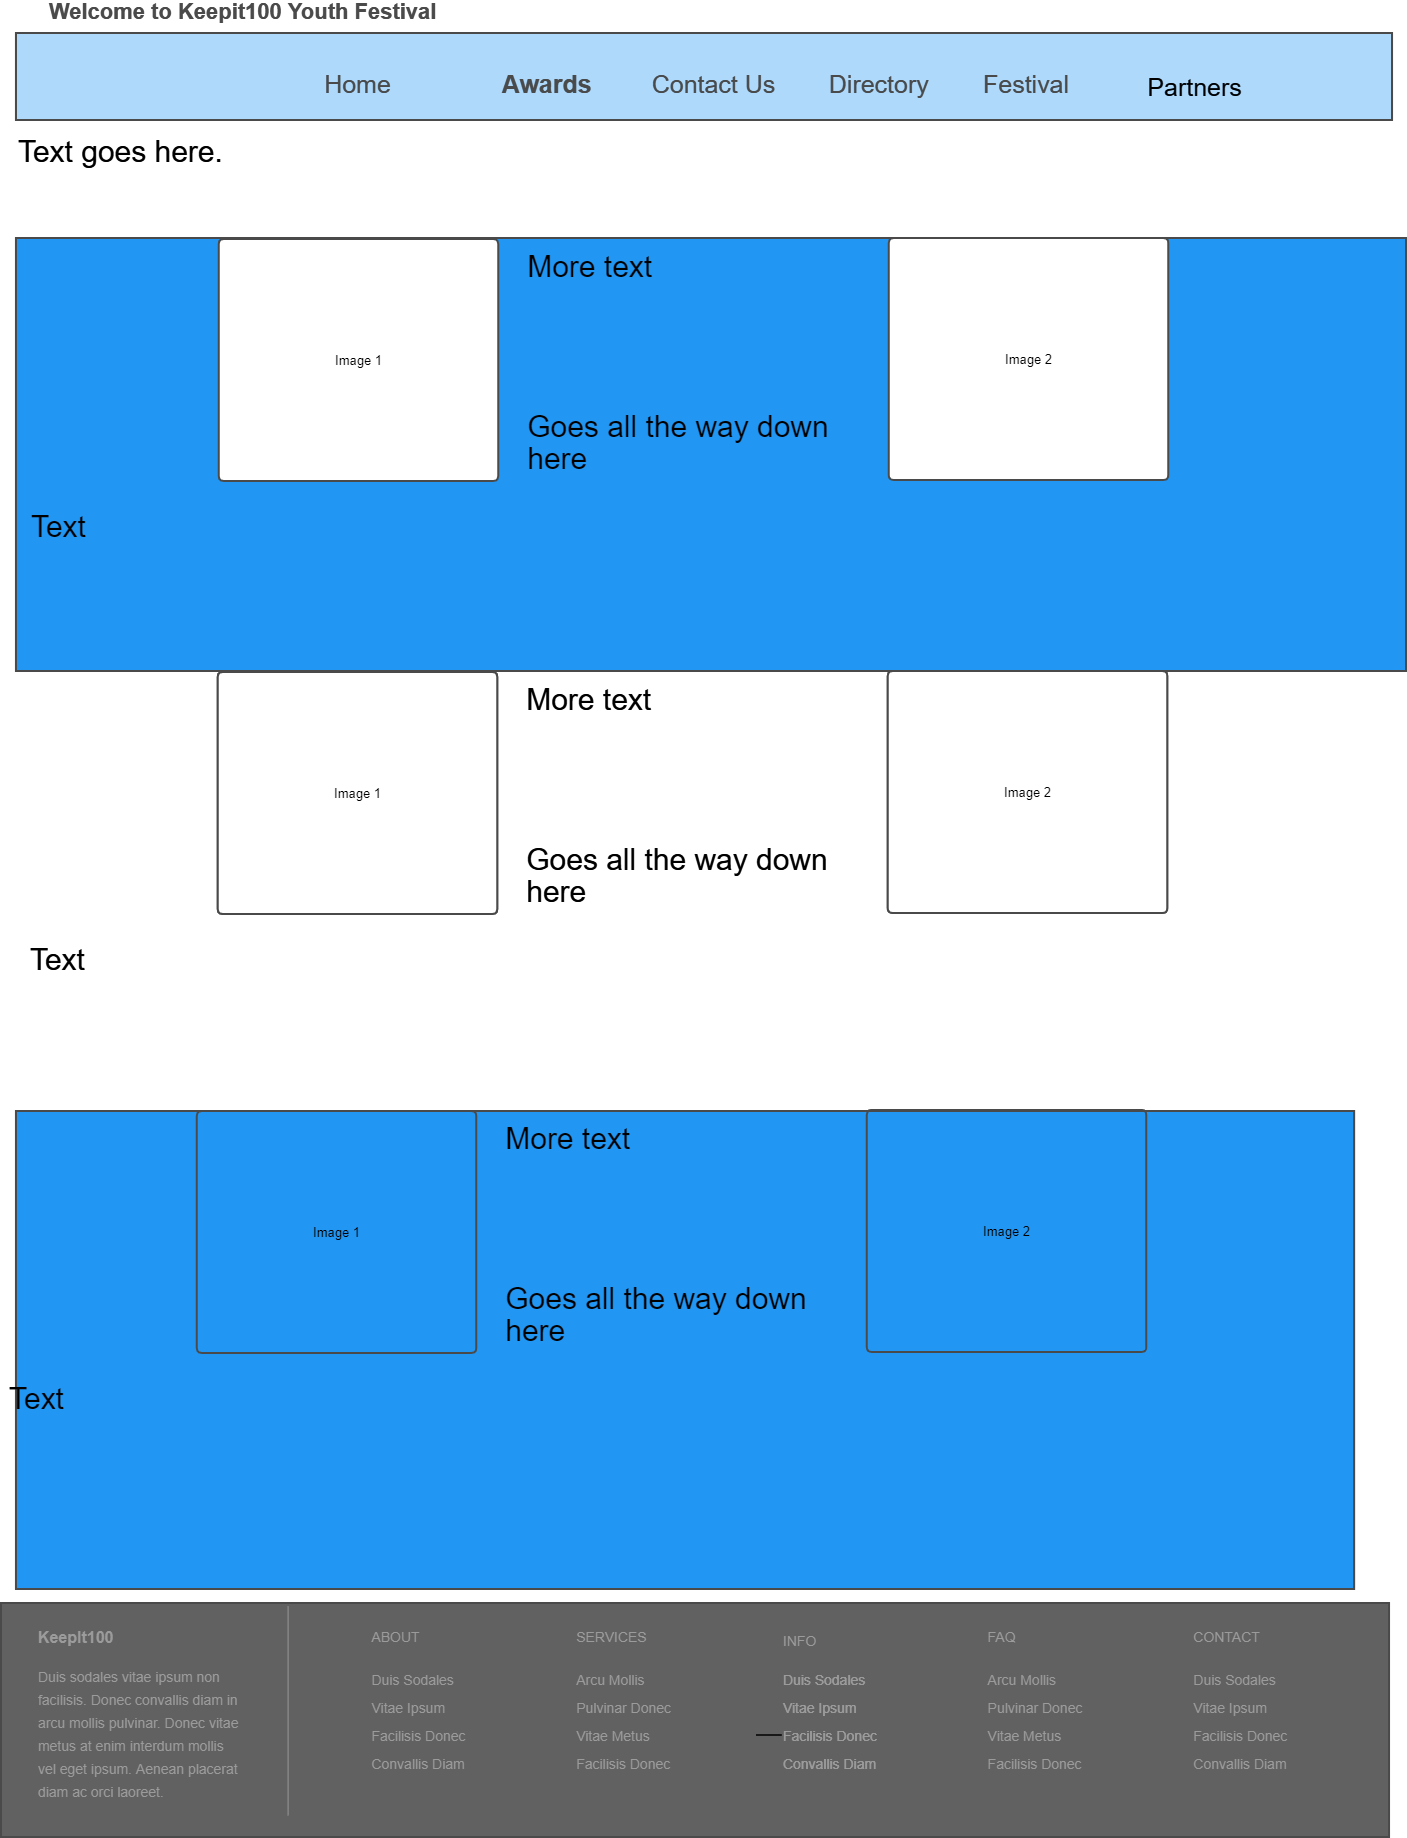 Welcome to Keepit100 Youth Festival
Home Awards Contact Us Directory Festival Partners
Text goes here.
More text
Image 1
Image 2
Goes all the way down
here
Text
More text
Image 1
Image 2
Goes all the way down
here
Text
More text
Image 1
Image 2
Goes all the way down
here
Text
KeepIt100
Duis sodales vitae ipsum non
facilisis. Donec convallis diam in
arcu mollis pulvinar. Donec vitae
metus at enim interdum mollis
vel eget ipsum. Aenean placerat
diam ac orci laoreet.
ABOUT
Duis Sodales
Vitae Ipsum
Facilisis Donec
Convallis Diam
SERVICES
Arcu Mollis
Pulvinar Donec
Vitae Metus
Facilisis Donec
INFO
Duis Sodales
Vitae Ipsum
Facilisis Donec
Convallis Diam
FAQ
Arcu Mollis
Pulvinar Donec
Vitae Metus
Facilisis Donec
CONTACT
Duis Sodales
Vitae Ipsum
Facilisis Donec
Convallis Diam